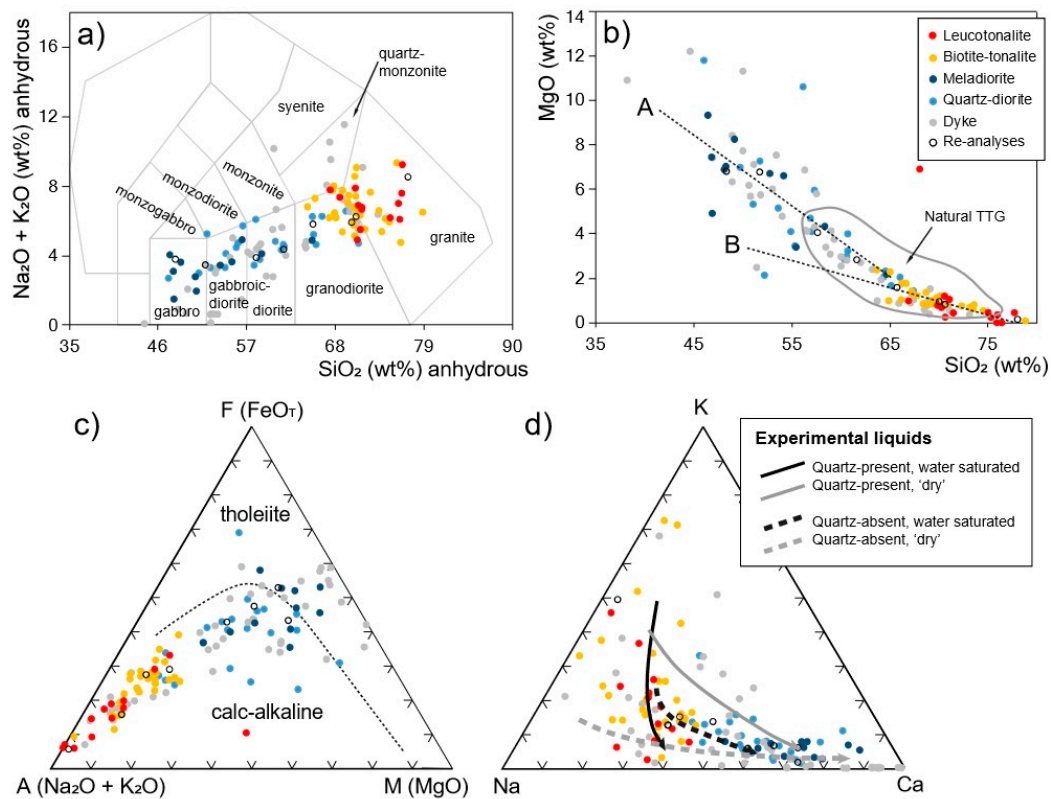 a)
Na₂O + K₂O (wt%) anhydrous
16
12
8
4
0
quartz-
monzonite
syenite
monzonite
monzodiorite
monzogabbro
granite
granodiorite
gabbroic-
diorite
diorite
gabbro
35 46 57 68 79 90
SiO₂ (wt%) anhydrous
b)
MgO (wt%)
14
12
10
8
6
4
2
0
Leucotonalite
Biotite-tonalite
Meladiorite
Quartz-diorite
Dyke
Re-analyses
A
B
Natural TTG
35 45 55 65 75
SiO₂ (wt%)
c)
F (FeOT)
tholeiite
calc-alkaline
A (Na₂O + K₂O)
M (MgO)
d)
K
Experimental liquids
Quartz-present, water saturated
Quartz-present, ‘dry’
Quartz-absent, water saturated
Quartz-absent, ‘dry’
Na
Ca